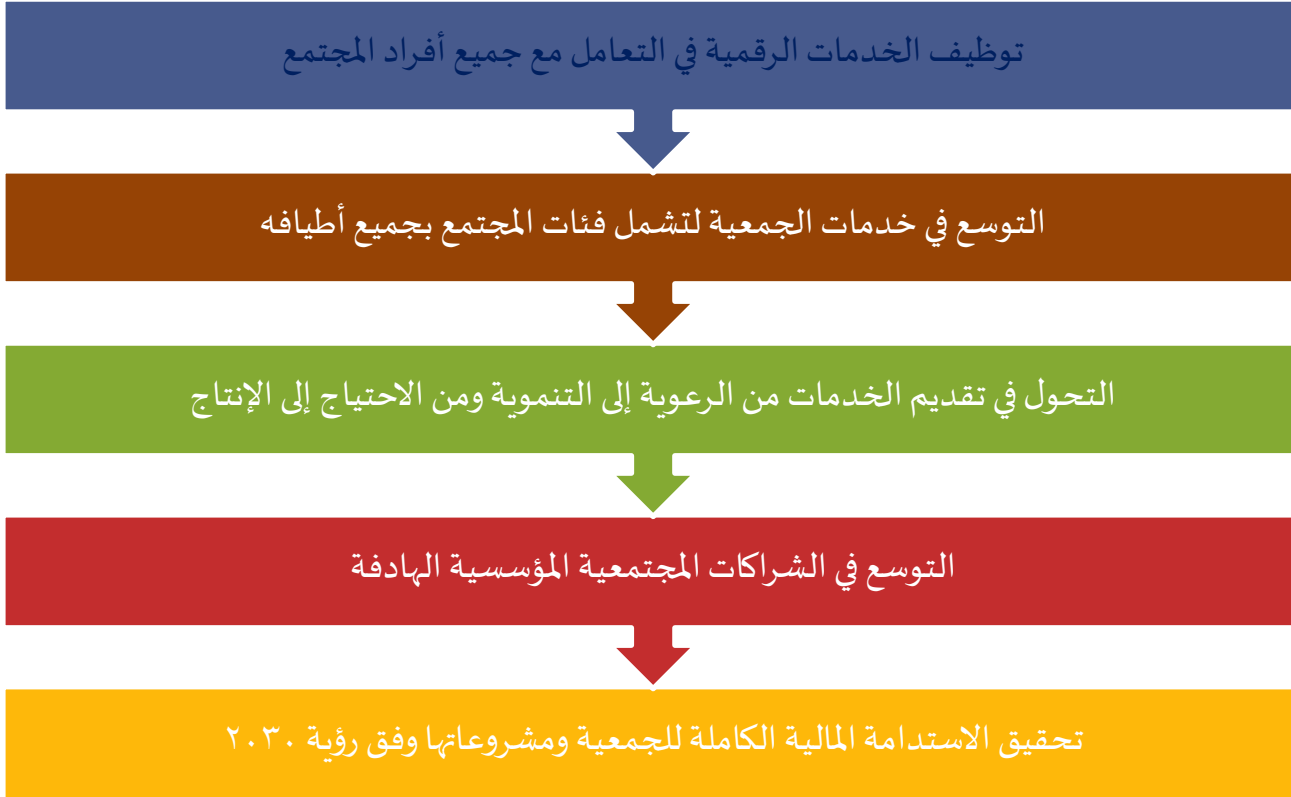 توظيف الخدمات الرقمية في التعامل مع جميع أفراد المجتمع
التوسع في خدمات الجمعية لتشمل فئات المجتمع بجميع أطيافه
التحول في تقديم الخدمات من الرعوية إلى التنموية ومن الاحتياج إلى الإنتاج
التوسع في الشراكات المجتمعية المؤسسية الهادفة
تحقيق الاستدامة المالية الكاملة للجمعية ومشروعاتها وفق رؤية ٢٠٣٠